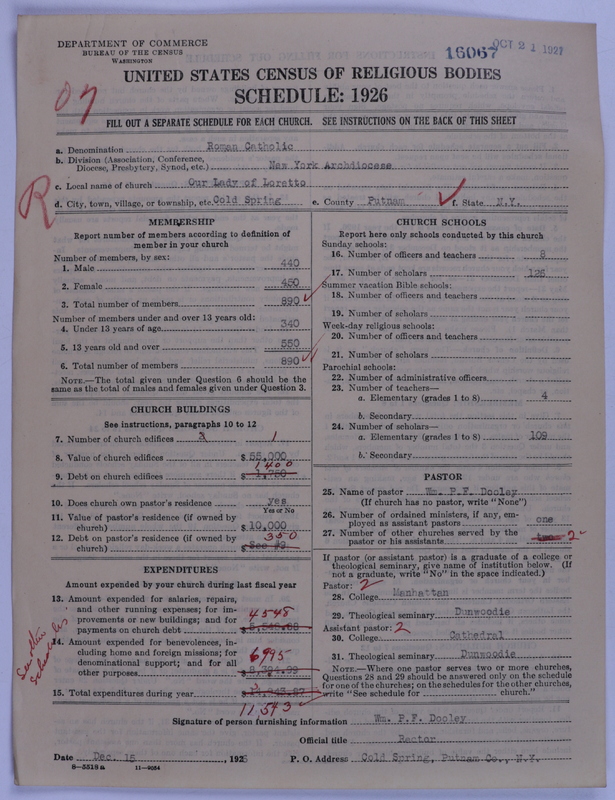 DEPARTMENT OF COMMERCE
BUREAU OF THE CENSUS
WASHINGTON
16067 OCT 21 1927
UNITED STATES CENSUS OF RELIGIOUS BODIES
SCHEDULE: 1926
FILL OUT A SEPARATE SCHEDULE FOR EACH CHURCH. SEE INSTRUCTIONS ON THE BACK OF THIS SHEET
R
a. Denomination Roman Catholic
b. Division (Association, Conference, Diocese, Presbytery, Synod, etc.) New York Archdiocese
c. Local name of church Our Lady of Loretto
d. City, town, village, or township, etc. Cold Spring e. County Putnam f. State N.Y.
MEMBERSHIP
Report number of members according to definition of
member in your church
Number of members, by sex:
1. Male 440
2. Female 450
3. Total number of members 890
Number of members under and over 13 years old:
4. Under 13 years of age 340
5. 13 years old and over 550
6. Total number of members 890
NOTE.—The total given under Question 6 should be the
same as the total of males and females given under Question 3.
CHURCH BUILDINGS
See instructions, paragraphs 10 to 12
7. Number of church edifices 3 1
8. Value of church edifices $ 55,000
1400
9. Debt on church edifices $ 1,750
10. Does church own pastor's residence yes
Yes or No
11. Value of pastor's residence (if owned by
church) $ 10,000
12. Debt on pastor's residence (if owned by 350
church) $ See #9
EXPENDITURES
Amount expended by your church during last fiscal year
13. Amount expended for salaries, repairs,
and other running expenses; for im-
provements or new buildings; and for 4548
payments on church debt $
14. Amount expended for benevolences, in-
cluding home and foreign missions; for
denominational support; and for all 6995
other purposes $
15. Total expenditures during year $
11,543
See other
schedules
CHURCH SCHOOLS
Report here only schools conducted by this church
Sunday schools:
16. Number of officers and teachers 8
17. Number of scholars 125
Summer vacation Bible schools:
18. Number of officers and teachers
19. Number of scholars
Week-day religious schools:
20. Number of officers and teachers
21. Number of scholars
Parochial schools:
22. Number of administrative officers
23. Number of teachers—
a. Elementary (grades 1 to 8) 4
b. Secondary
24. Number of scholars—
a. Elementary (grades 1 to 8) 109
b. Secondary
PASTOR
25. Name of pastor Wm. P.F. Dooley
(If church has no pastor, write "None")
26. Number of ordained ministers, if any, em-
ployed as assistant pastors one
27. Number of other churches served by the
pastor or his assistants two 2
If pastor (or assistant pastor) is a graduate of a college or
theological seminary, give name of institution below. (If
not a graduate, write "No" in the space indicated.)
Pastor: 2
28. College Manhattan
29. Theological seminary Dunwoodie
Assistant pastor: 2
30. College Cathedral
31. Theological seminary Dunwoodie
NOTE.—Where one pastor serves two or more churches,
Questions 28 and 29 should be answered only on the schedule
for one of the churches; on the schedules for the other churches,
write "See schedule for church."
Signature of person furnishing information Wm. P.F. Dooley
Official title Rector
Date Dec. 15, 1926 P. O. Address Cold Spring, Putnam Co., N.Y.
8—5518a 11—9064